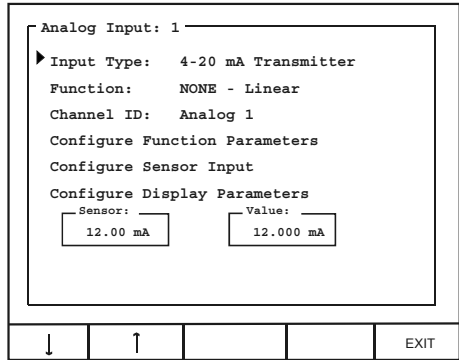 Analog Input: 1
Input Type: 4-20 mA Transmitter
Function: NONE - Linear
Channel ID: Analog 1
Configure Function Parameters
Configure Sensor Input
Configure Display Parameters
Sensor: Value:
12.00 mA 12.000 mA
↓ ↑ EXIT